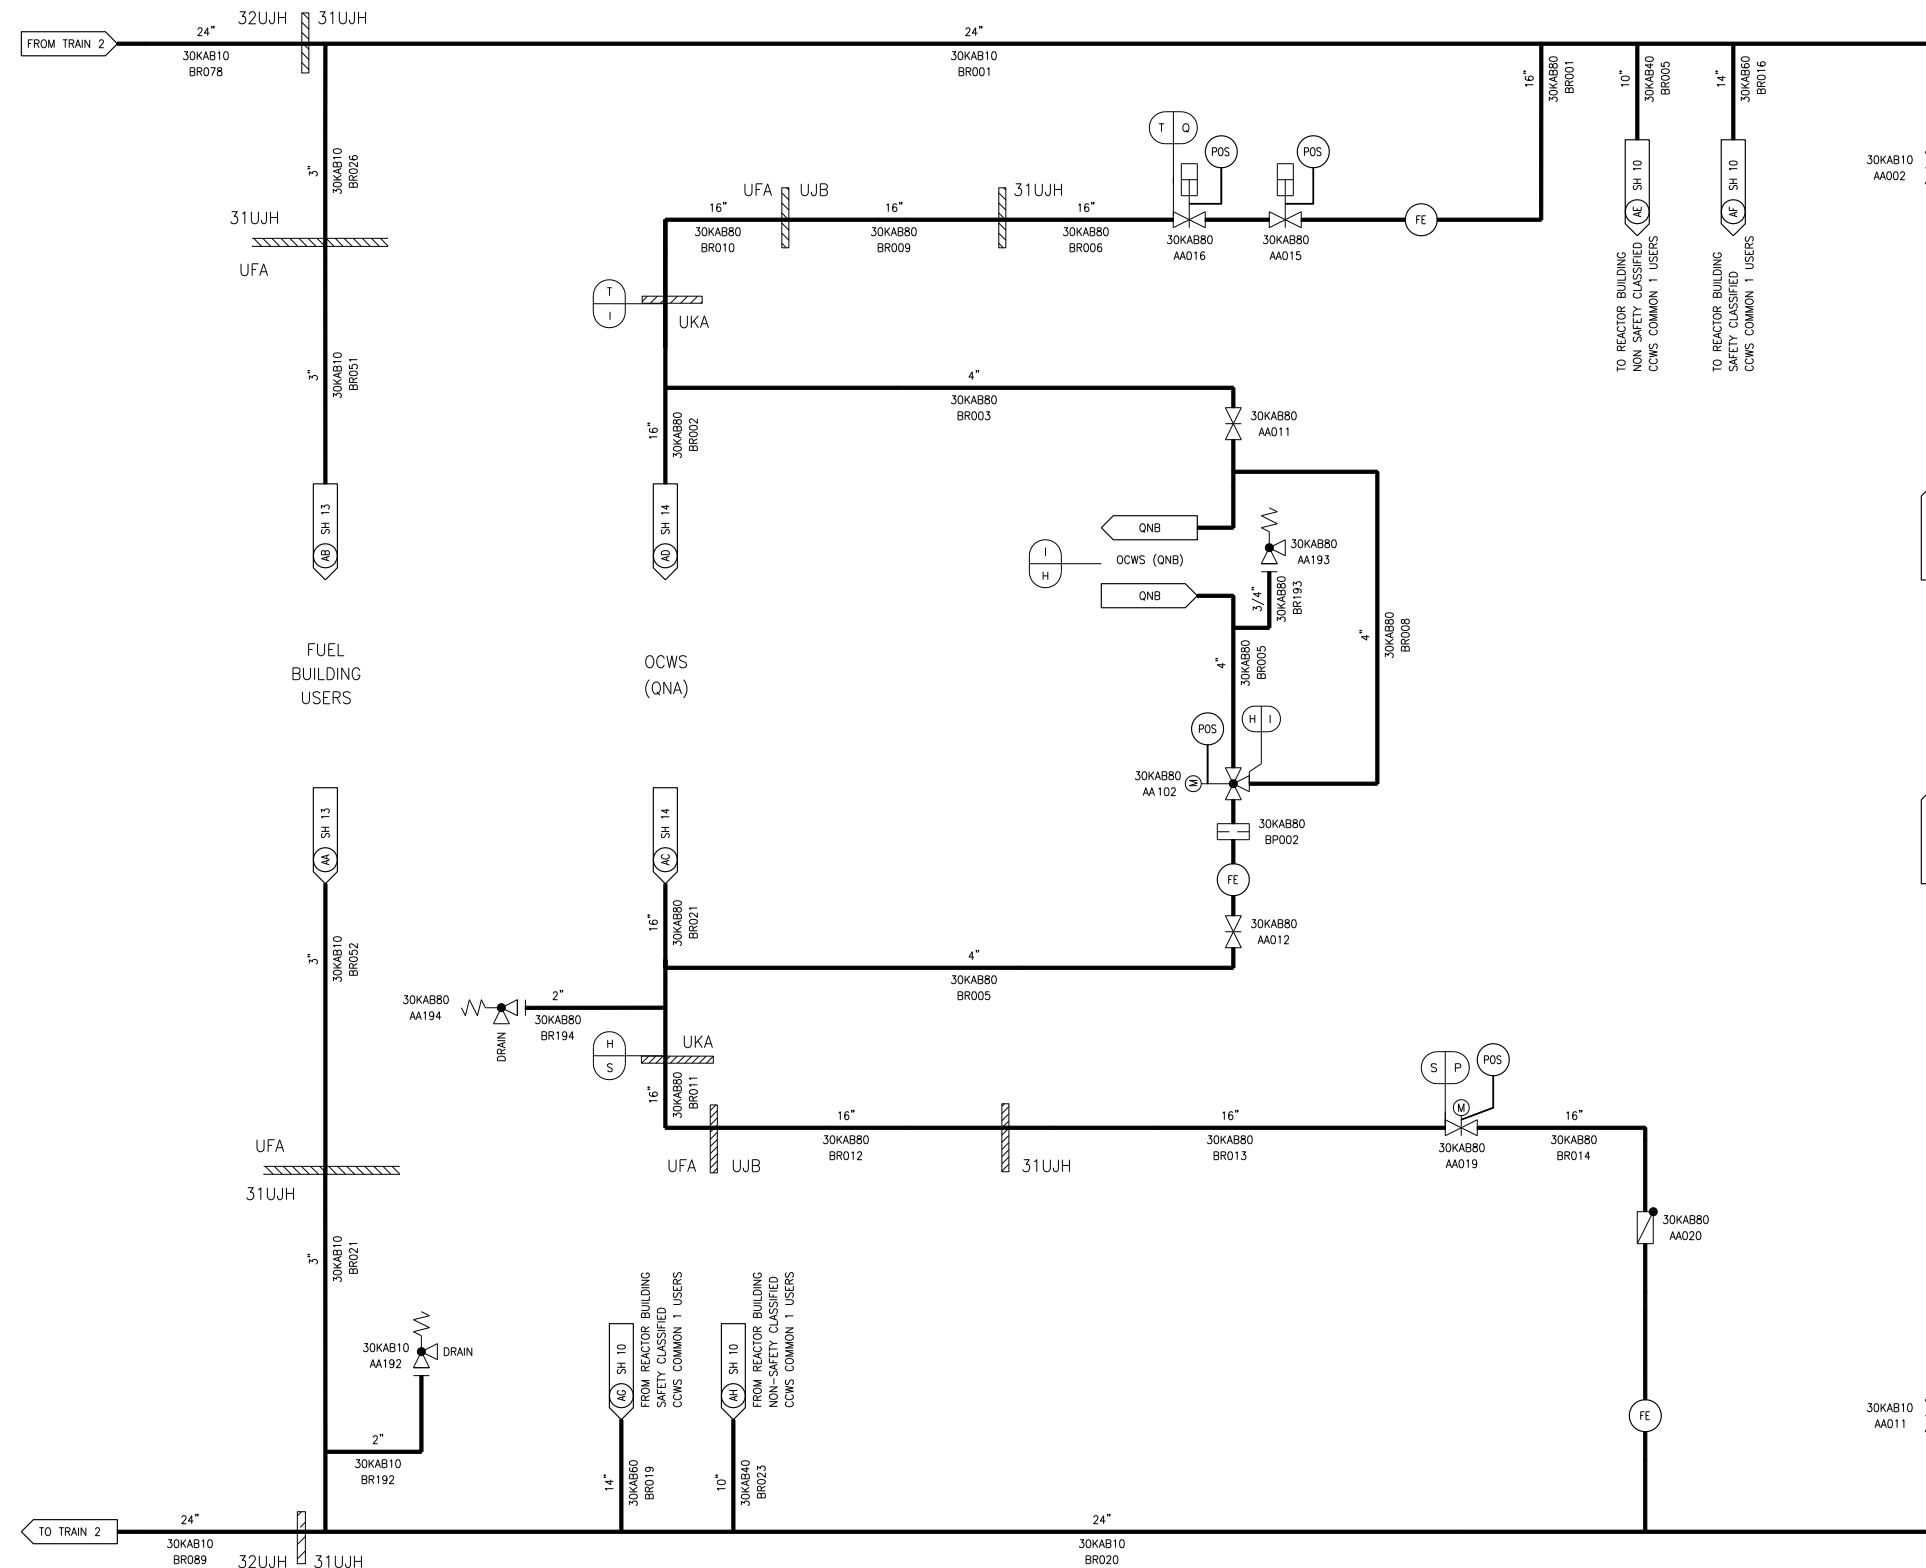 32UJH
31UJH
FROM TRAIN 2
24"
30KAB10
BR078
24"
30KAB10
BR001
16"
30KAB80
BR001
10"
30KAB40
BR005
14"
30KAB60
BR016
3"
30KAB10
BR026
T Q
POS
POS
SH 10
AE
SH 10
AF
30KAB10
AA002
31UJH
UFA
UFA
UJB
31UJH
16"
30KAB80
BR010
16"
30KAB80
BR009
16"
30KAB80
BR006
30KAB80
AA016
30KAB80
AA015
FE
TO REACTOR BUILDING
NON SAFETY CLASSIFIED
CCWS COMMON 1 USERS
TO REACTOR BUILDING
SAFETY CLASSIFIED
CCWS COMMON 1 USERS
T
I
UKA
3"
30KAB10
BR051
4"
30KAB80
BR003
16"
30KAB80
BR002
30KAB80
AA011
SH 13
AB
SH 14
AD
QNB
I
H
OCWS (QNB)
QNB
30KAB80
AA193
3/4"
30KAB80
BR193
FUEL
BUILDING
USERS
OCWS
(QNA)
4"
30KAB80
BR005
4"
30KAB80
BR008
POS
H I
30KAB80
AA102
M
30KAB80
BP002
FE
30KAB80
AA012
SH 13
AA
SH 14
AC
16"
30KAB80
BR021
3"
30KAB10
BR052
4"
30KAB80
BR005
30KAB80
AA194
DRAIN
2"
30KAB80
BR194
H
S
UKA
16"
30KAB80
BR011
S P
POS
M
UFA
31UJH
UFA
UJB
16"
30KAB80
BR012
31UJH
16"
30KAB80
BR013
30KAB80
AA019
16"
30KAB80
BR014
30KAB80
AA020
3"
30KAB10
BR021
30KAB10
AA192
DRAIN
SH 10
AG
FROM REACTOR BUILDING
SAFETY CLASSIFIED
CCWS COMMON 1 USERS
SH 10
AH
FROM REACTOR BUILDING
NON-SAFETY CLASSIFIED
CCWS COMMON 1 USERS
FE
30KAB10
AA011
2"
30KAB10
BR192
14"
30KAB60
BR019
10"
30KAB40
BR023
TO TRAIN 2
24"
30KAB10
BR089
32UJH
31UJH
24"
30KAB10
BR020